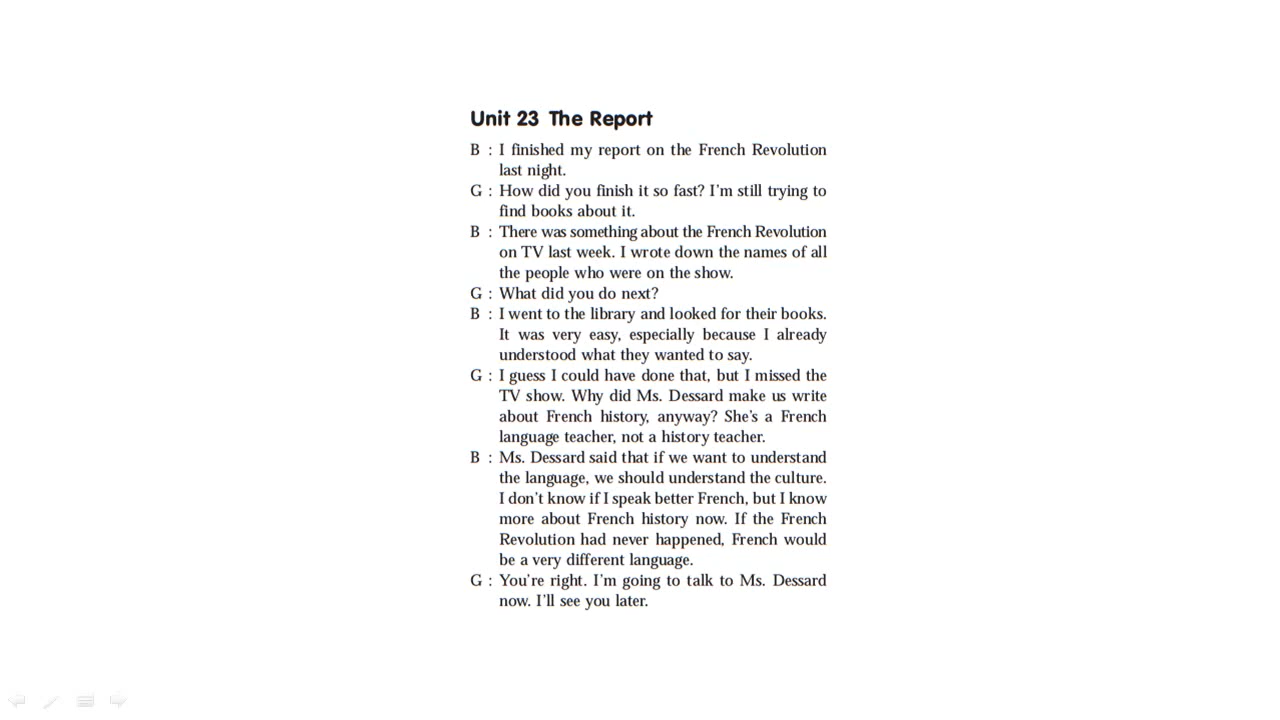 Unit 23 The Report
B : I finished my report on the French Revolution
last night.
G : How did you finish it so fast? I'm still trying to
find books about it.
B : There was something about the French Revolution
on TV last week. I wrote down the names of all
the people who were on the show.
G : What did you do next?
B : I went to the library and looked for their books.
It was very easy, especially because I already
understood what they wanted to say.
G : I guess I could have done that, but I missed the
TV show. Why did Ms. Dessard make us write
about French history, anyway? She's a French
language teacher, not a history teacher.
B : Ms. Dessard said that if we want to understand
the language, we should understand the culture.
I don't know if I speak better French, but I know
more about French history now. If the French
Revolution had never happened, French would
be a very different language.
G : You're right. I'm going to talk to Ms. Dessard
now. I'll see you later.